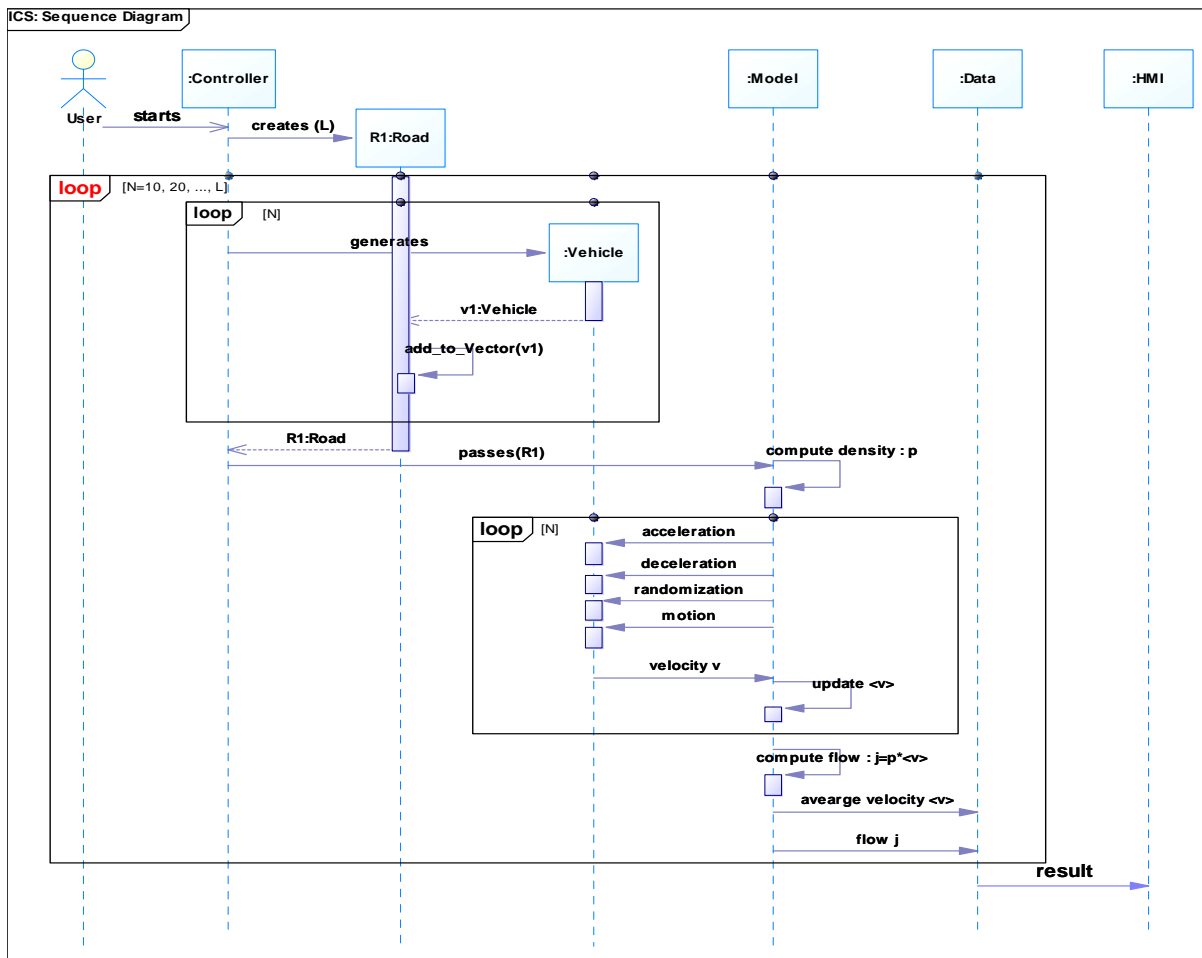 ICS: Sequence Diagram
:Controller
:Model
:Data
:HMI
User
starts
creates (L)
R1:Road
loop
[N=10, 20, ..., L]
loop
[N]
generates
:Vehicle
v1:Vehicle
add_to_Vector(v1)
R1:Road
passes(R1)
compute density : p
loop
[N]
acceleration
deceleration
randomization
motion
velocity v
update <v>
compute flow : j=p*<v>
avearge velocity <v>
flow j
result